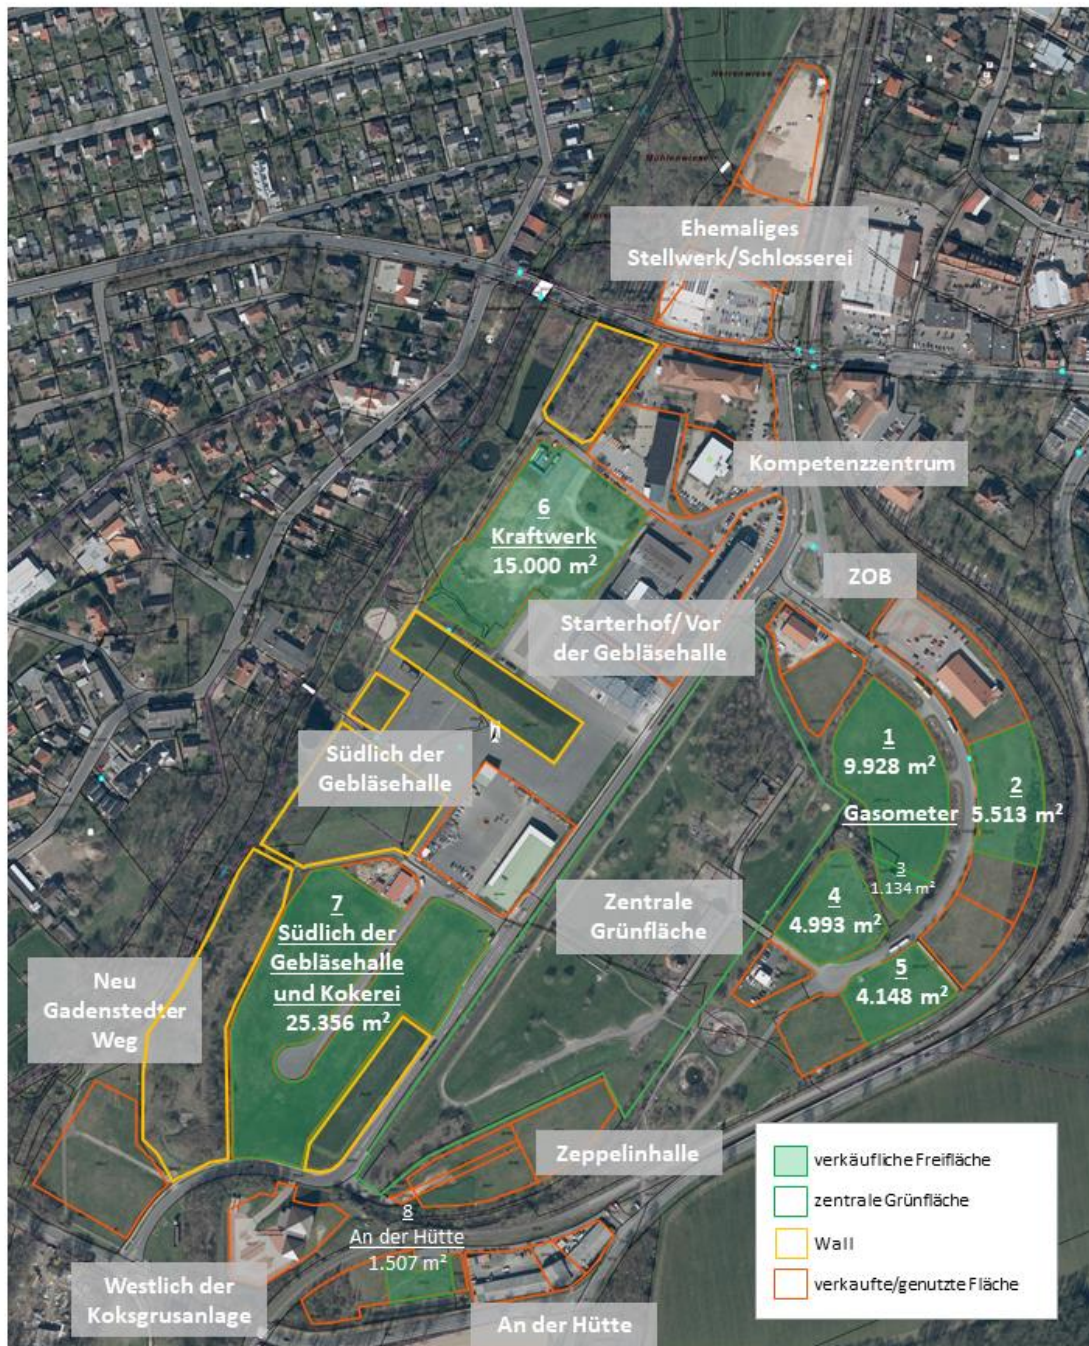 Herrenwiese
Mühlenwiese
Ehemaliges
Stellwerk/Schlosserei
Kompetenzzentrum
6
Kraftwerk
15.000 m²
ZOB
Starterhof/Vor
der Gebläsehalle
Südlich der
Gebläsehalle
1
9.928 m²
2
5.513 m²
Gasometer
3
1.134 m²
4
4.993 m²
5
4.148 m²
Zentrale
Grünfläche
7
Südlich der
Gebläsehalle
und Kokerei
25.356 m²
Neu
Gadenstedter
Weg
Zeppelinhalle
8
An der Hütte
1.507 m²
Westlich der
Koksgrusanlage
An der Hütte
verkäufliche Freifläche
zentrale Grünfläche
Wall
verkaufte/genutzte Fläche